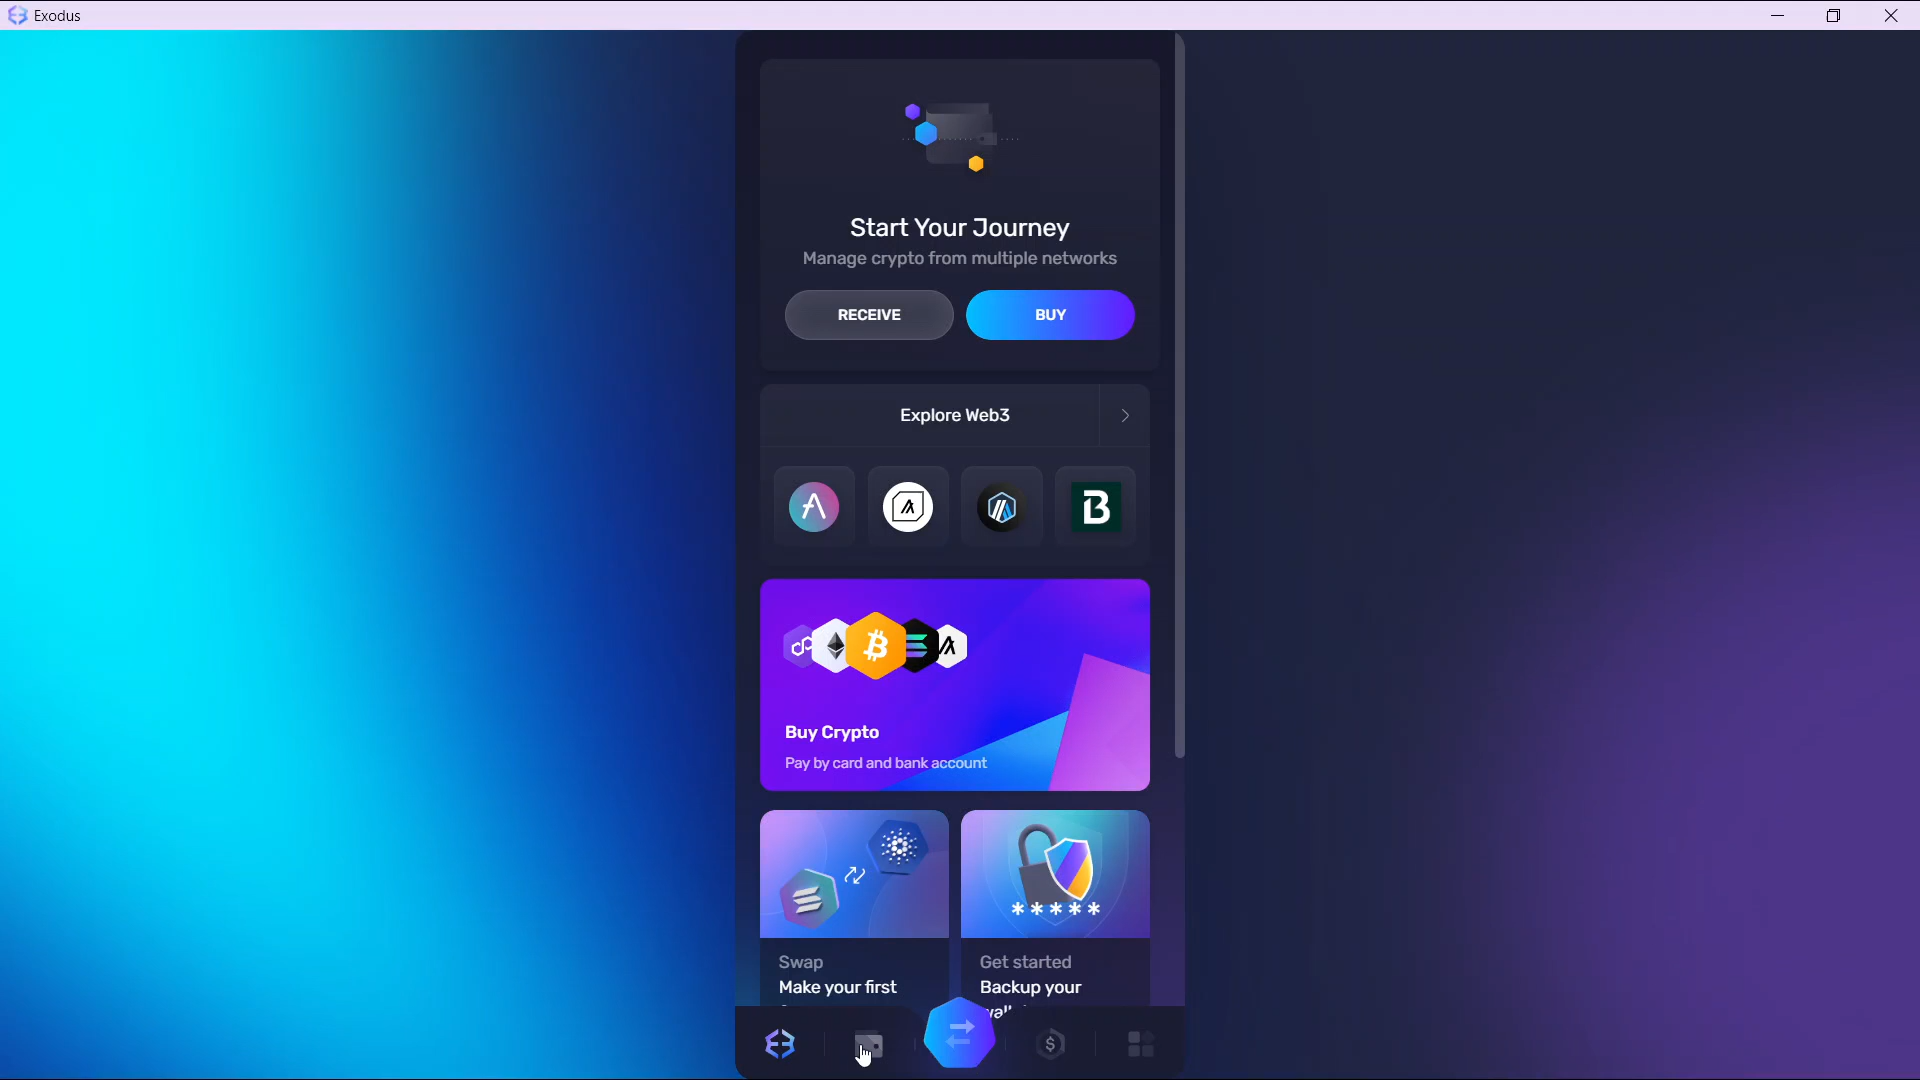 Exodus
Start Your Journey
Manage crypto from multiple networks
RECEIVE
BUY
Explore Web3
Buy Crypto
Pay by card and bank account
Swap
Make your first
Get started
Backup your